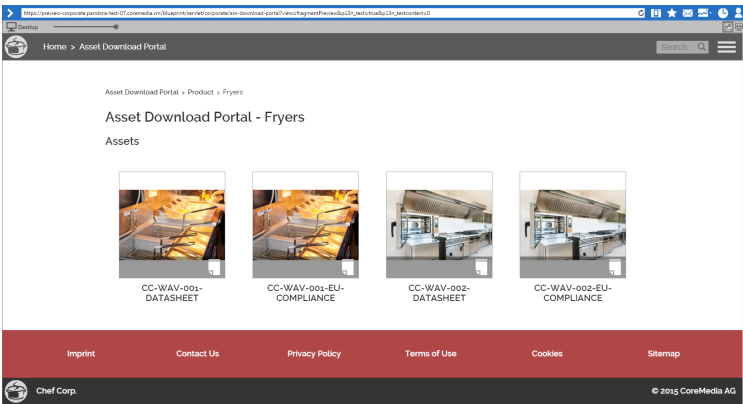 https://preview-corporate.pandora-test-07.coremedia.vm/blueprint/servlet/corporate/am-download-portal?view=fragmentPreview&p13n_test=true&p13n_testcontext=0
Desktop
Home > Asset Download Portal
Search...
Asset Download Portal > Product > Fryers
Asset Download Portal - Fryers
Assets
CC-WAV-001-
DATASHEET
CC-WAV-001-EU-
COMPLIANCE
CC-WAV-002-
DATASHEET
CC-WAV-002-EU-
COMPLIANCE
Imprint Contact Us Privacy Policy Terms of Use Cookies Sitemap
Chef Corp. © 2015 CoreMedia AG